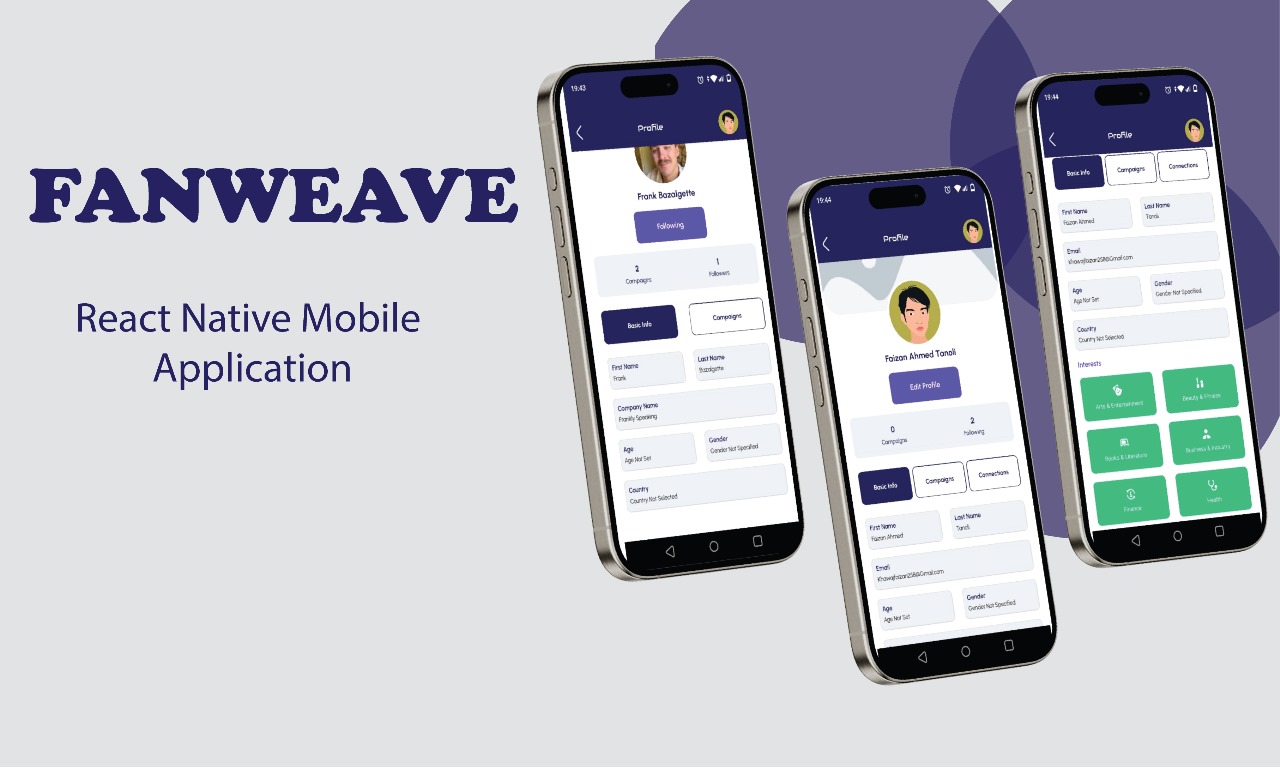 FANWEAVE
React Native Mobile
Application
19:43
Profile
Frank Bazalgette
Following
2 1
Campaigns Followers
Basic Info Campaigns
First Name Last Name
Frank Bazalgette
Company Name
Frankly Speaking
Age Gender
Age Not Set Gender Not Specified
Country
Country Not Selected
19:44
Profile
Faizan Ahmed Tanoli
Edit Profile
0 2
Campaigns Following
Basic Info Campaigns Connections
First Name Last Name
Faizan Ahmed Tanoli
Email
Age Gender
Age Not Set Gender Not Specified
19:44
Profile
Basic Info Campaigns Connections
First Name Last Name
Faizan Ahmed Tanoli
Email
Age Gender
Age Not Set Gender Not Specified
Country
Country Not Selected
Interests
Arts & Entertainment Beauty & Fitness
Books & Literature Business & Industry
Finance Health